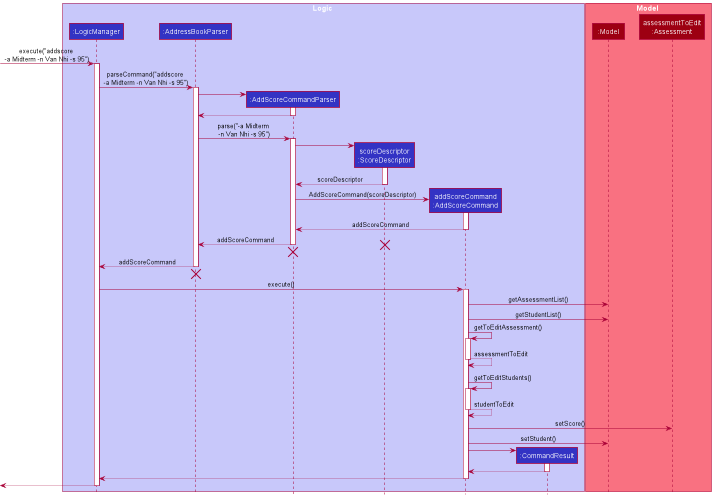 Logic
Model
:LogicManager
:AddressBookParser
:Model
assessmentToEdit
:Assessment
execute("addscore
-a Midterm -n Van Nhi -s 95")
parseCommand("addscore
-a Midterm -n Van Nhi -s 95")
:AddScoreCommandParser
parse("-a Midterm
-n Van Nhi -s 95")
scoreDescriptor
:ScoreDescriptor
scoreDescriptor
AddScoreCommand(scoreDescriptor)
addScoreCommand
:AddScoreCommand
addScoreCommand
addScoreCommand
addScoreCommand
execute()
getAssessmentList()
getStudentList()
getToEditAssessment()
assessmentToEdit
getToEditStudents()
studentToEdit
setScore()
setStudent()
:CommandResult